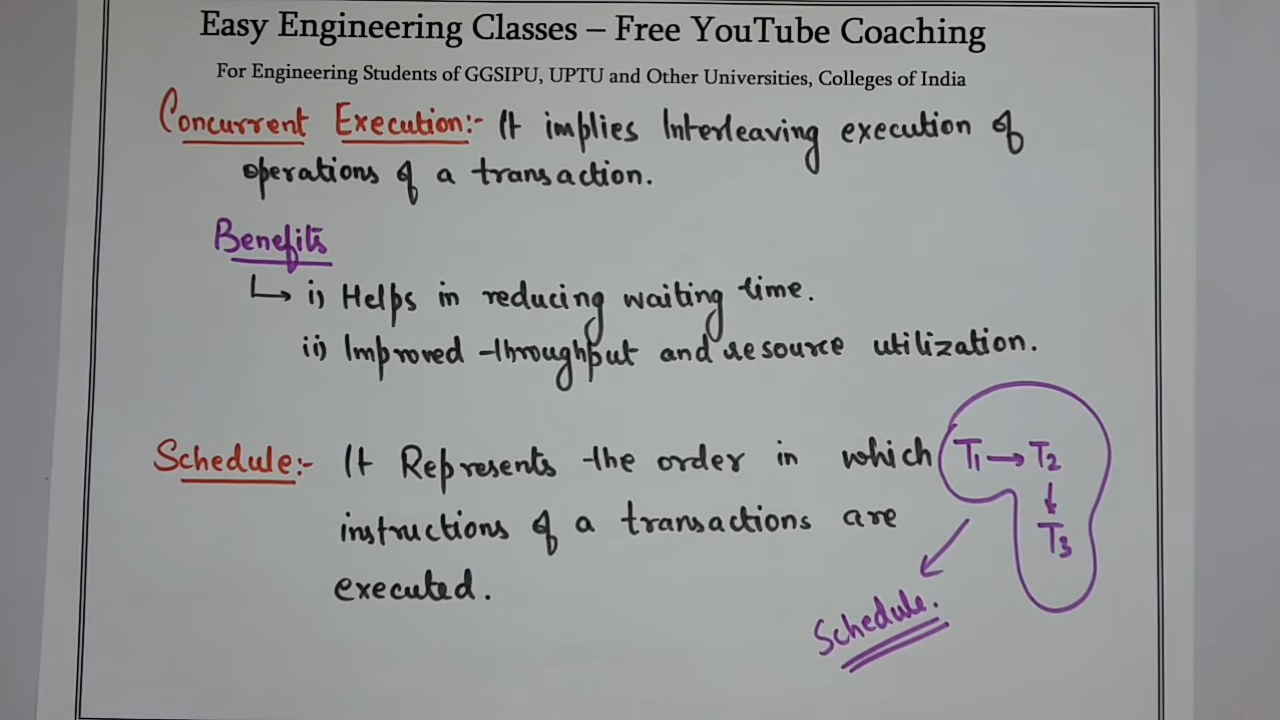 Easy Engineering Classes – Free YouTube Coaching
For Engineering Students of GGSIPU, UPTU and Other Universities, Colleges of India
Concurrent Execution:- It implies Interleaving execution of
operations of a transaction.
Benefits
↳ i) Helps in reducing waiting time.
ii) Improved throughput and resource utilization.
Schedule:- It Represents the order in which
instructions of a transactions are
executed.
T1 → T2
↓
T3
Schedule.